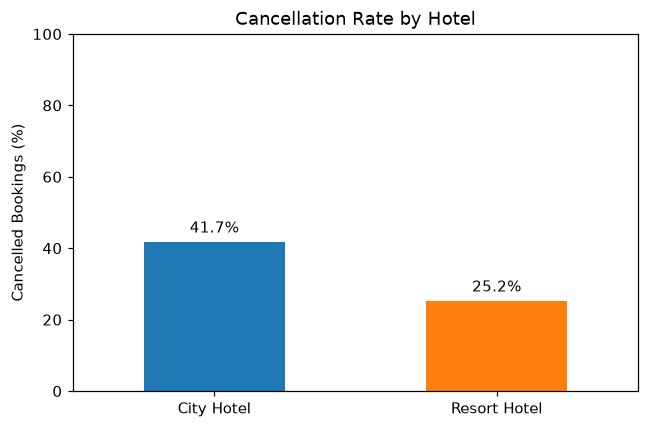 Cancellation Rate by Hotel
Cancelled Bookings (%)
100
80
60
40
20
0
41.7%
25.2%
City Hotel
Resort Hotel